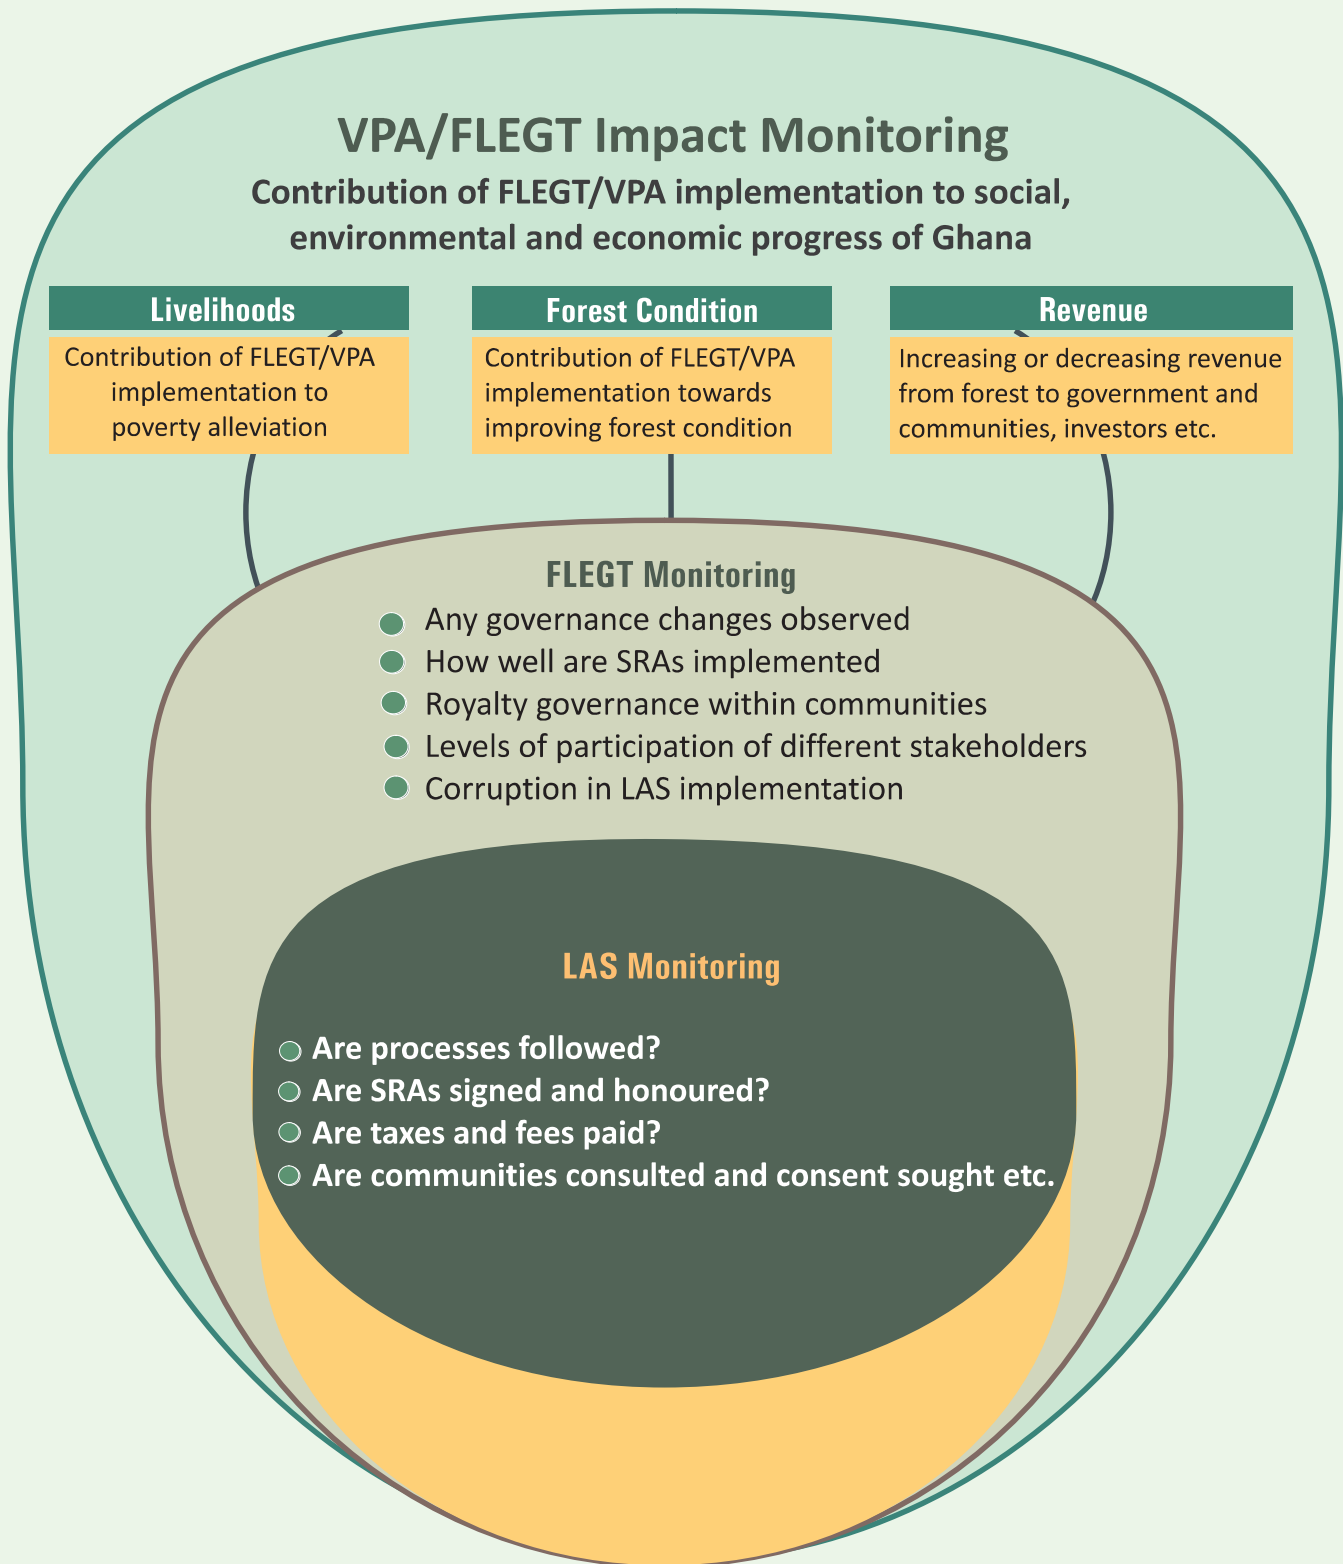 VPA/FLEGT Impact Monitoring
Contribution of FLEGT/VPA implementation to social,
environmental and economic progress of Ghana
Livelihoods
Contribution of FLEGT/VPA
implementation to
poverty alleviation
Forest Condition
Contribution of FLEGT/VPA
implementation towards
improving forest condition
Revenue
Increasing or decreasing revenue
from forest to government and
communities, investors etc.
FLEGT Monitoring
Any governance changes observed
How well are SRAs implemented
Royalty governance within communities
Levels of participation of different stakeholders
Corruption in LAS implementation
LAS Monitoring
Are processes followed?
Are SRAs signed and honoured?
Are taxes and fees paid?
Are communities consulted and consent sought etc.